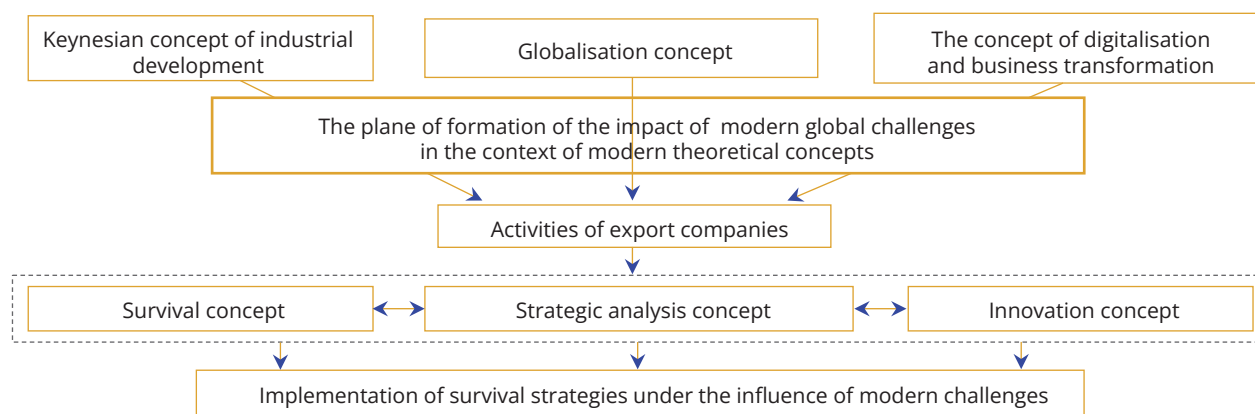 Keynesian concept of industrial
development
Globalisation concept
The concept of digitalisation
and business transformation
The plane of formation of the impact of modern global challenges
in the context of modern theoretical concepts
Activities of export companies
Survival concept
Strategic analysis concept
Innovation concept
Implementation of survival strategies under the influence of modern challenges